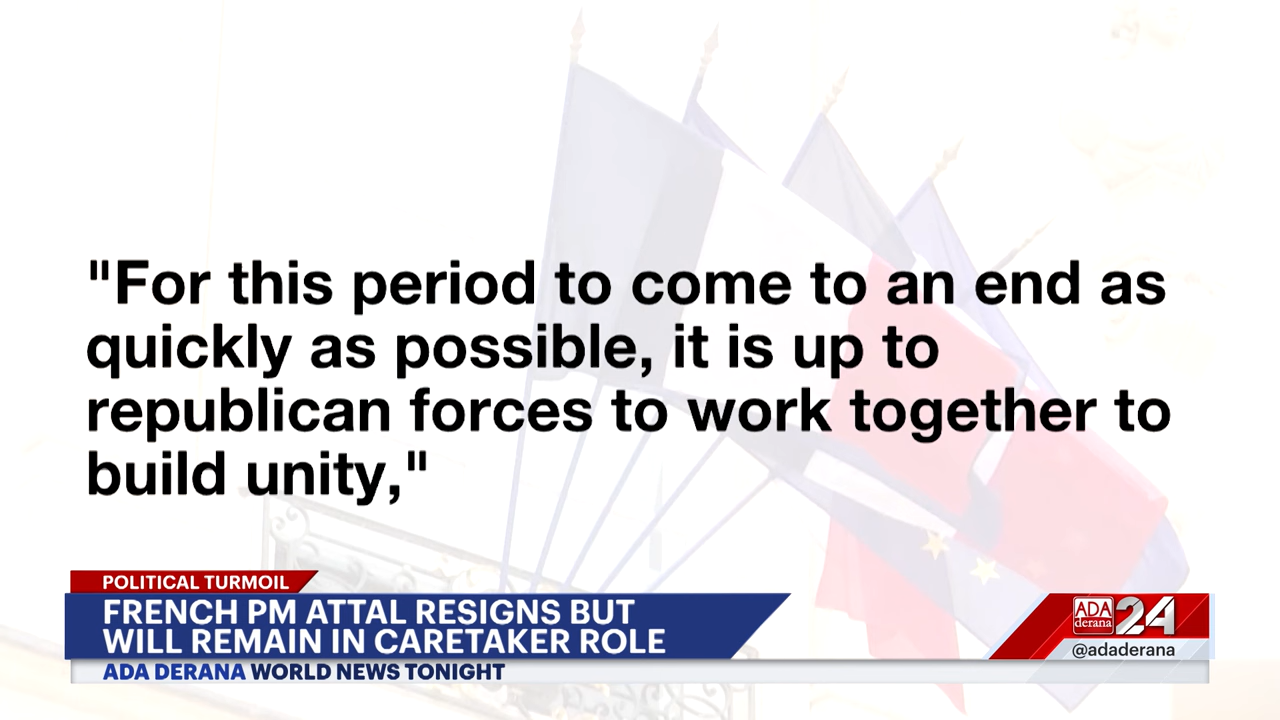 "For this period to come to an end as
quickly as possible, it is up to
republican forces to work together to
build unity,"
POLITICAL TURMOIL
FRENCH PM ATTAL RESIGNS BUT
WILL REMAIN IN CARETAKER ROLE
ADA DERANA WORLD NEWS TONIGHT
ADA
derana
24
@adaderana